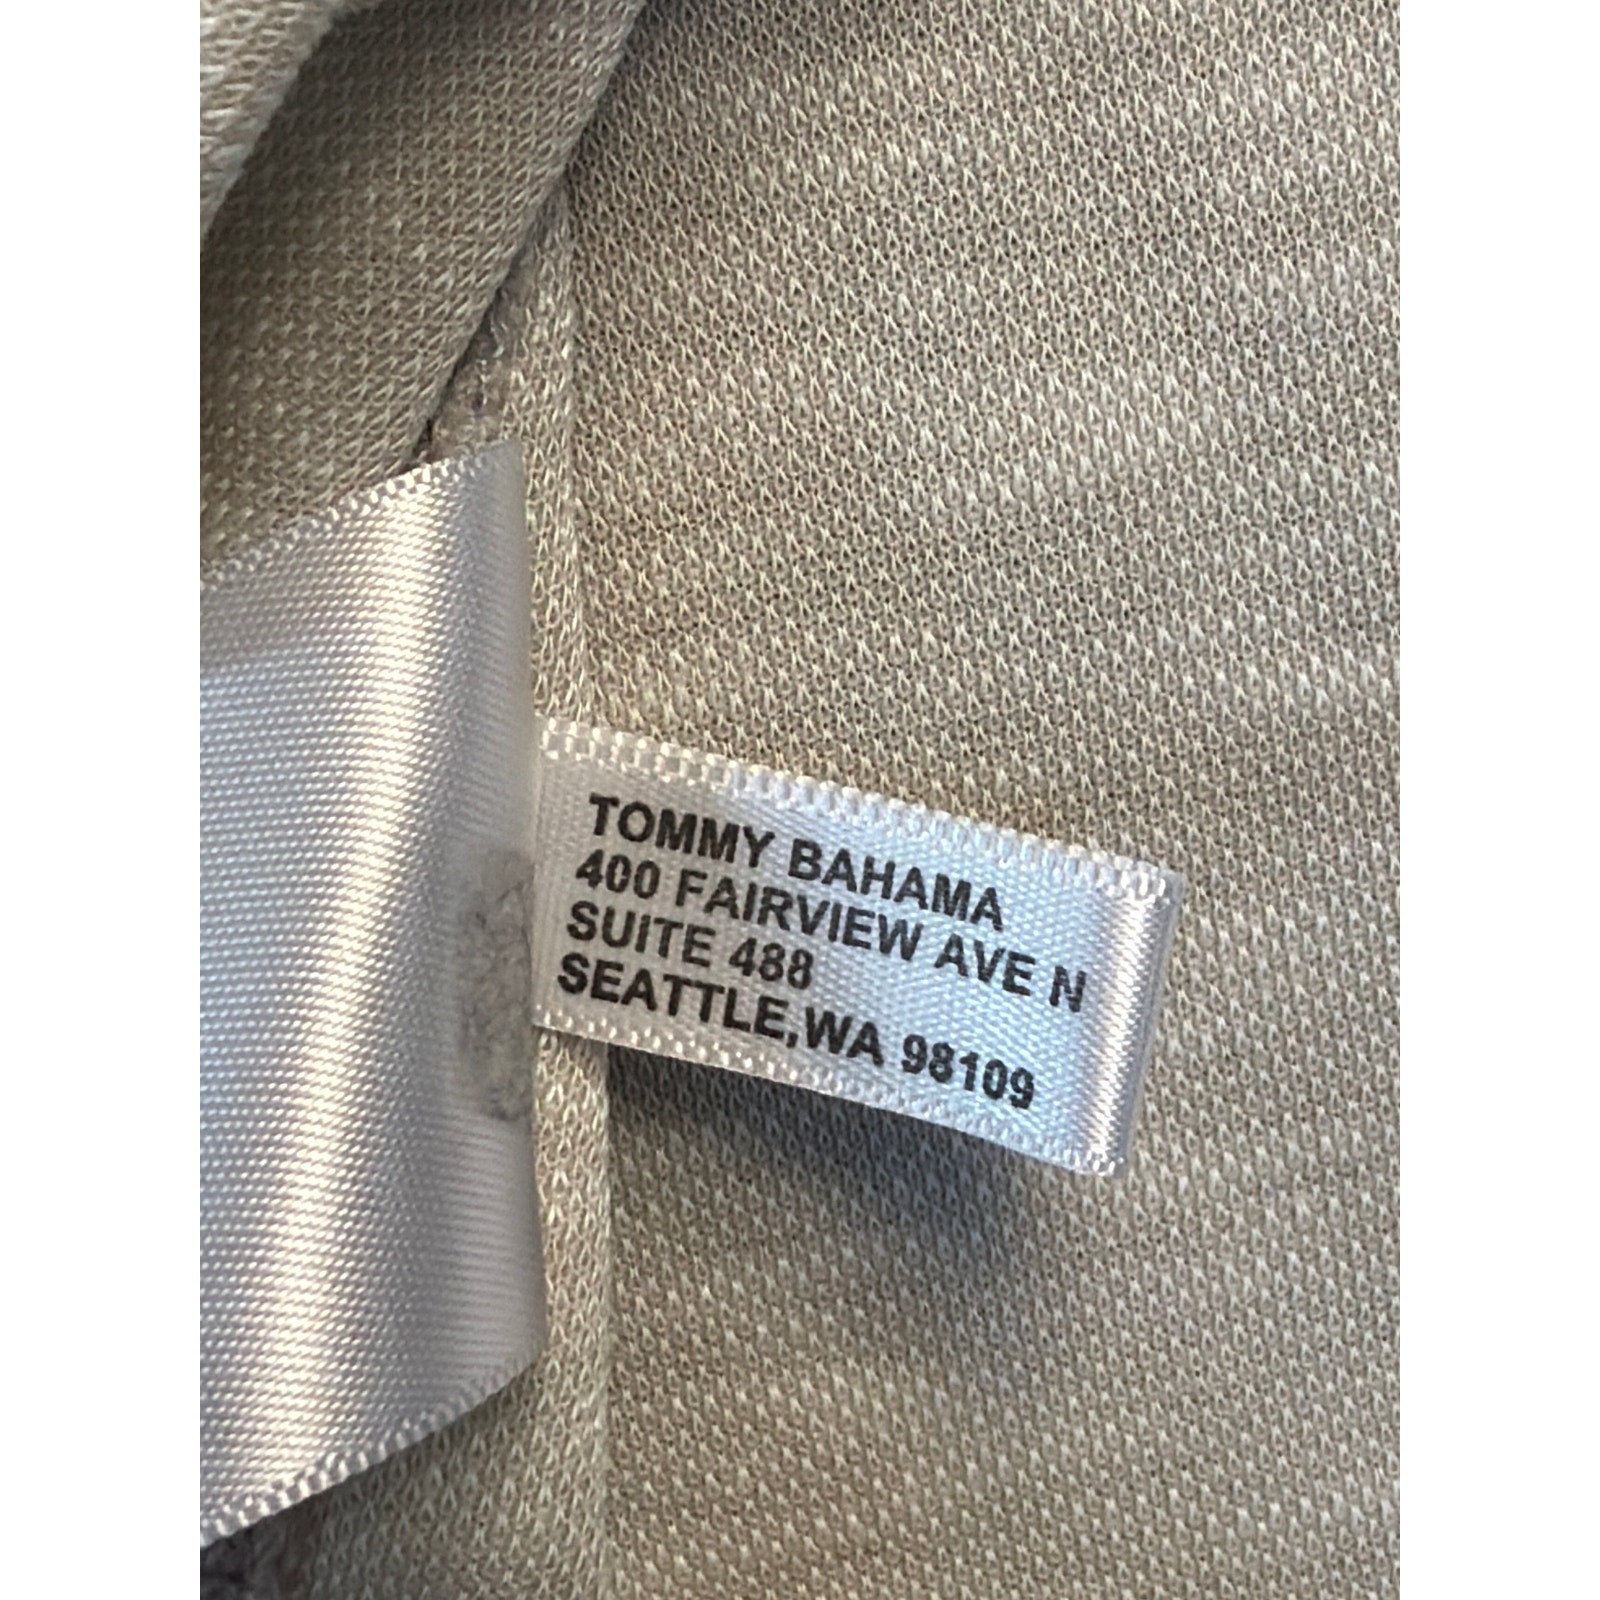 TOMMY BAHAMA
400 FAIRVIEW AVE N
SUITE 488
SEATTLE,WA 98109